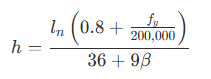 h = \frac{l_n \left( 0.8 + \frac{f_y}{200,000} \right)}{36 + 9\beta}